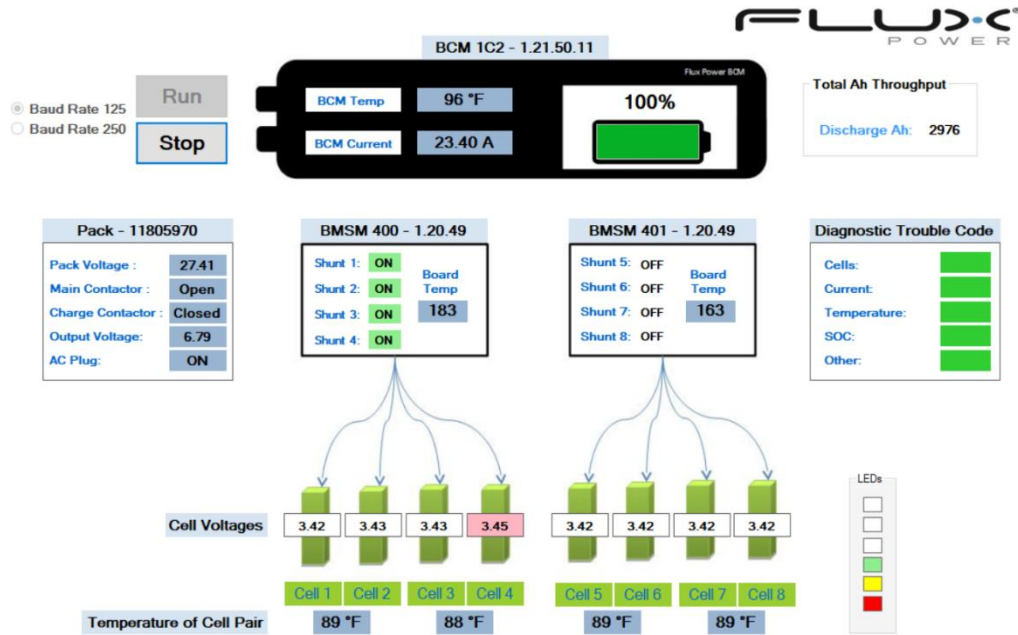 FLUX
POWER
BCM 1C2 - 1.21.50.11
Flux Power BCM
Baud Rate 125
Baud Rate 250
Run
Stop
BCM Temp 96 °F
BCM Current 23.40 A
100%
Total Ah Throughput
Discharge Ah: 2976
Pack - 11805970
Pack Voltage : 27.41
Main Contactor : Open
Charge Contactor : Closed
Output Voltage: 6.79
AC Plug: ON
BMSM 400 - 1.20.49
Shunt 1: ON
Shunt 2: ON
Shunt 3: ON
Shunt 4: ON
Board
Temp
183
BMSM 401 - 1.20.49
Shunt 5: OFF
Shunt 6: OFF
Shunt 7: OFF
Shunt 8: OFF
Board
Temp
163
Diagnostic Trouble Code
Cells:
Current:
Temperature:
SOC:
Other:
Cell Voltages 3.42 3.43 3.43 3.45 3.42 3.42 3.42 3.42
Cell 1 Cell 2 Cell 3 Cell 4 Cell 5 Cell 6 Cell 7 Cell 8
Temperature of Cell Pair 89 °F 88 °F 89 °F 89 °F
LEDs